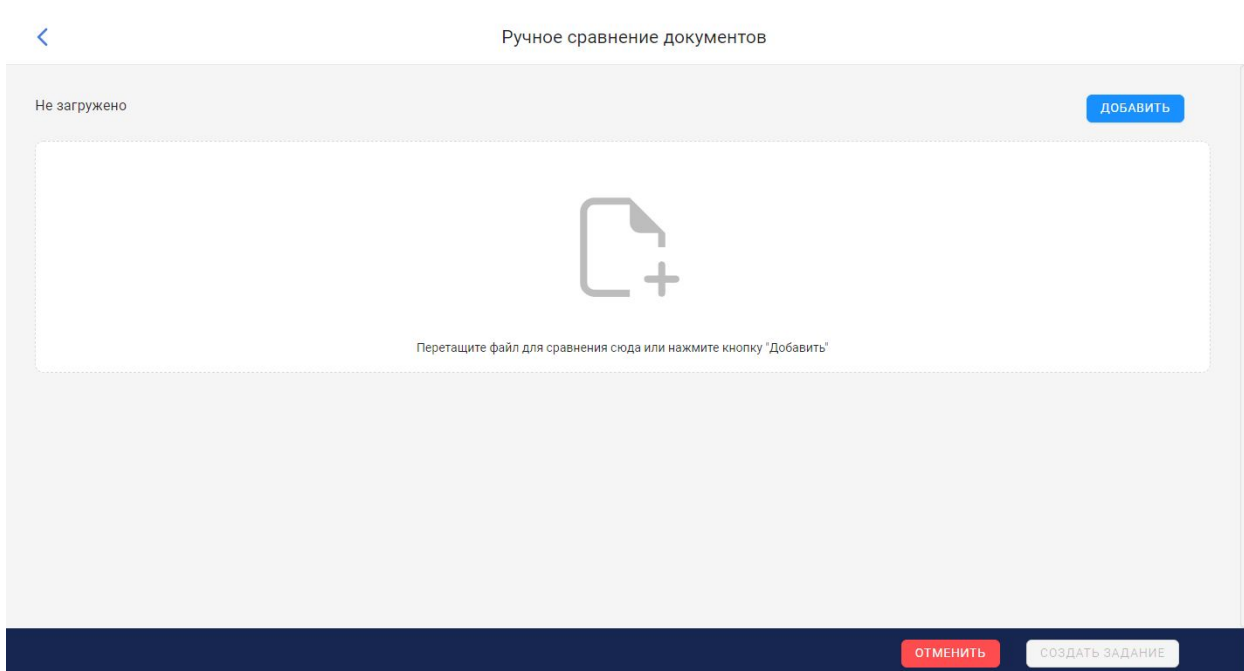 Ручное сравнение документов
Не загружено
ДОБАВИТЬ
Перетащите файл для сравнения сюда или нажмите кнопку "Добавить"
ОТМЕНИТЬ
СОЗДАТЬ ЗАДАНИЕ